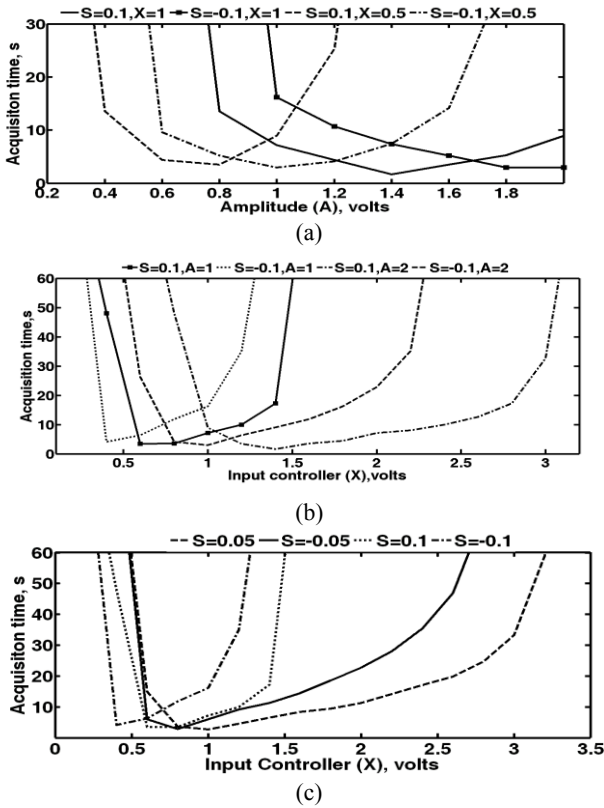 S=0.1,X=1 S=-0.1,X=1 S=0.1,X=0.5 S=-0.1,X=0.5
30
20
10
0
Acquisiton time, s
0.2 0.4 0.6 0.8 1 1.2 1.4 1.6 1.8
Amplitude (A), volts
(a)
S=0.1,A=1 S=-0.1,A=1 S=0.1,A=2 S=-0.1,A=2
60
50
40
30
20
10
0
Acquisition time,s
0.5 1 1.5 2 2.5 3
Input controller (X),volts
(b)
S=0.05 S=-0.05 S=0.1 S=-0.1
60
50
40
30
20
10
Acquisiton time, s
0 0.5 1 1.5 2 2.5 3 3.5
Input Controller (X), volts
(c)